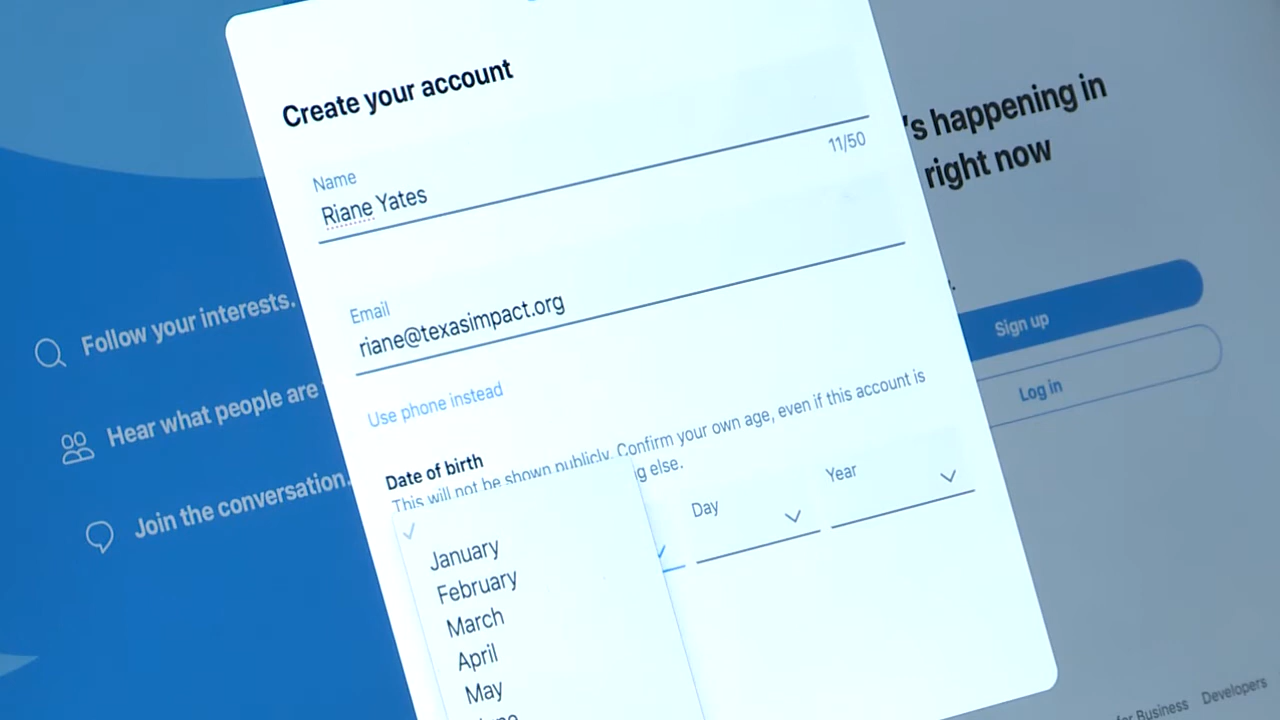 Create your account
Name
Riane Yates
11/50
Email
riane@texasimpact.org
Use phone instead
Date of birth
This will not be shown publicly. Confirm your own age, even if this account is
else.
Day
Year
January
February
March
April
May
Follow your interests.
Hear what people are
Join the conversation.
's happening in
right now
Sign up
Log in
for Business Developers